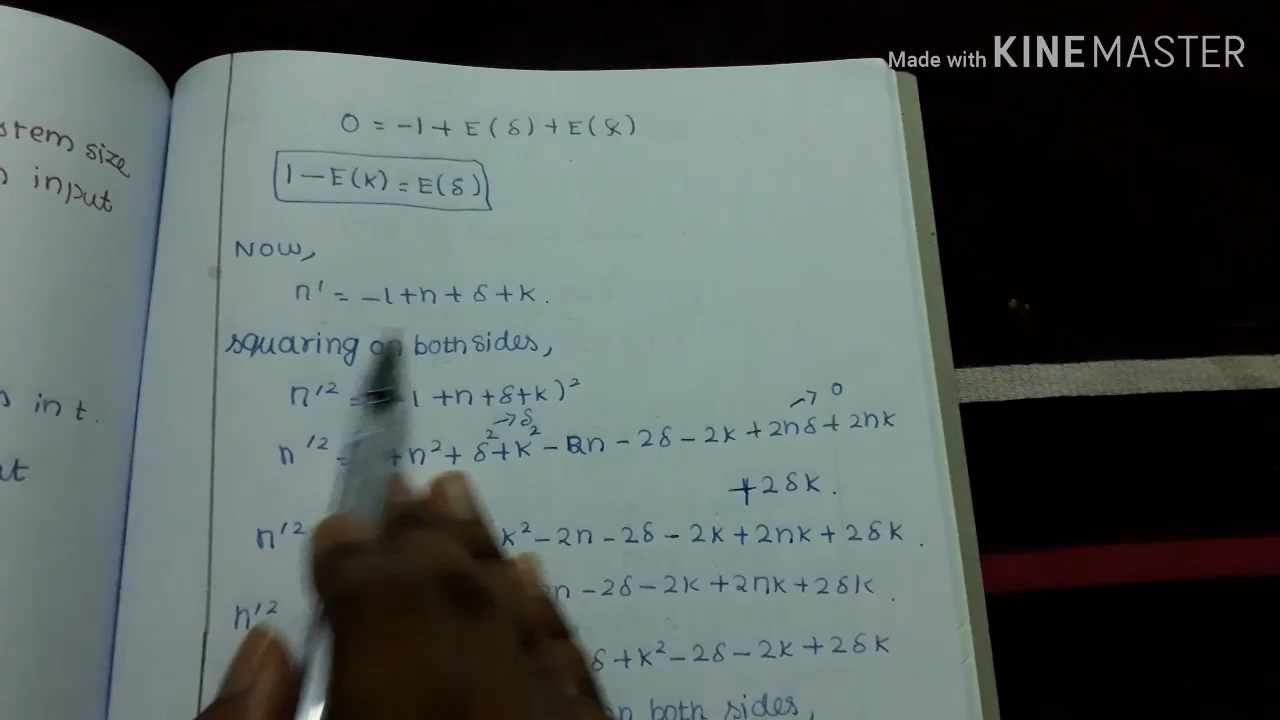 Made with KINEMASTER
stem size
input
in t.
0 = -1 + E(δ) + E(k)
1 - E(k) = E(δ)
Now,
n' = -1 + n + δ + k.
squaring on both sides,
n'² = 1 + n + δ + k)²
→ δ → 0
n'² = + n² + δ² + k² - 2n - 2δ - 2k + 2nδ + 2nk
+ 2δk.
n'² k² - 2n - 2δ - 2k + 2nk + 2δk.
n'² n - 2δ - 2k + 2nk + 2δk.
δ + k² - 2δ - 2k + 2δk
on both sides,